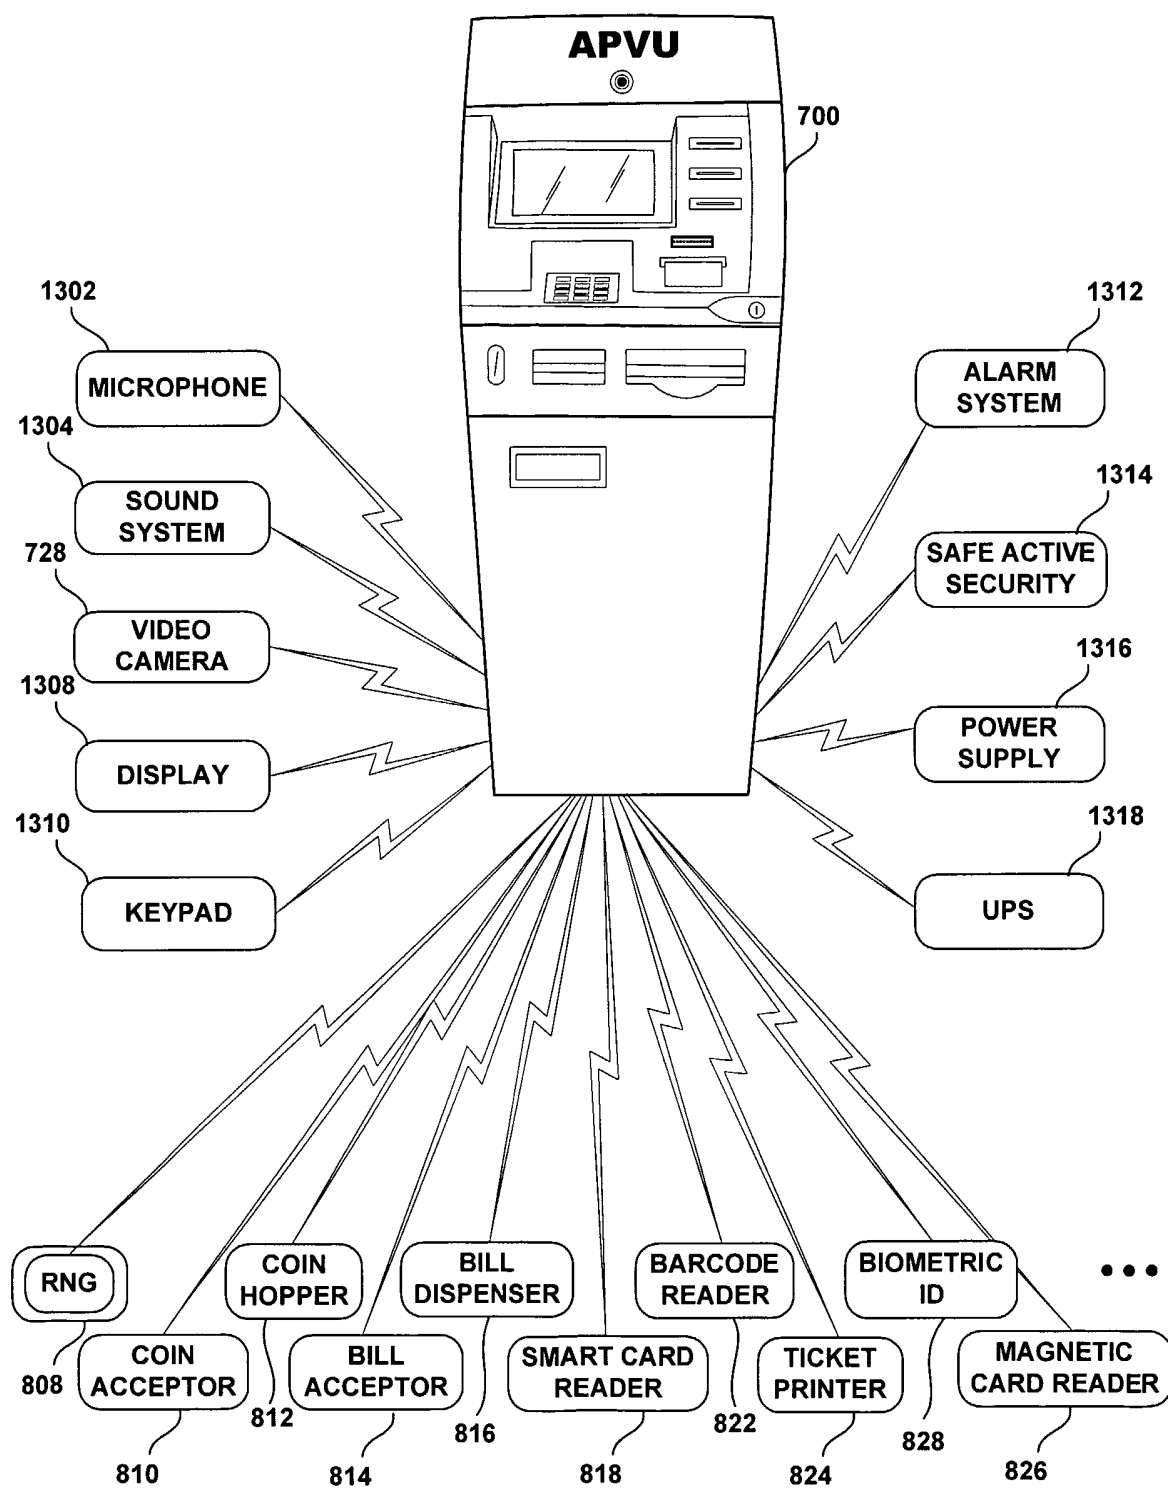 APVU
700
1302
MICROPHONE
1304
SOUND
SYSTEM
728
VIDEO
CAMERA
1308
DISPLAY
1310
KEYPAD
1312
ALARM
SYSTEM
1314
SAFE ACTIVE
SECURITY
1316
POWER
SUPPLY
1318
UPS
RNG
808
COIN
ACCEPTOR
810
COIN
HOPPER
812
BILL
ACCEPTOR
814
BILL
DISPENSER
816
SMART CARD
READER
818
BARCODE
READER
822
TICKET
PRINTER
824
BIOMETRIC
ID
828
MAGNETIC
CARD READER
826
•••